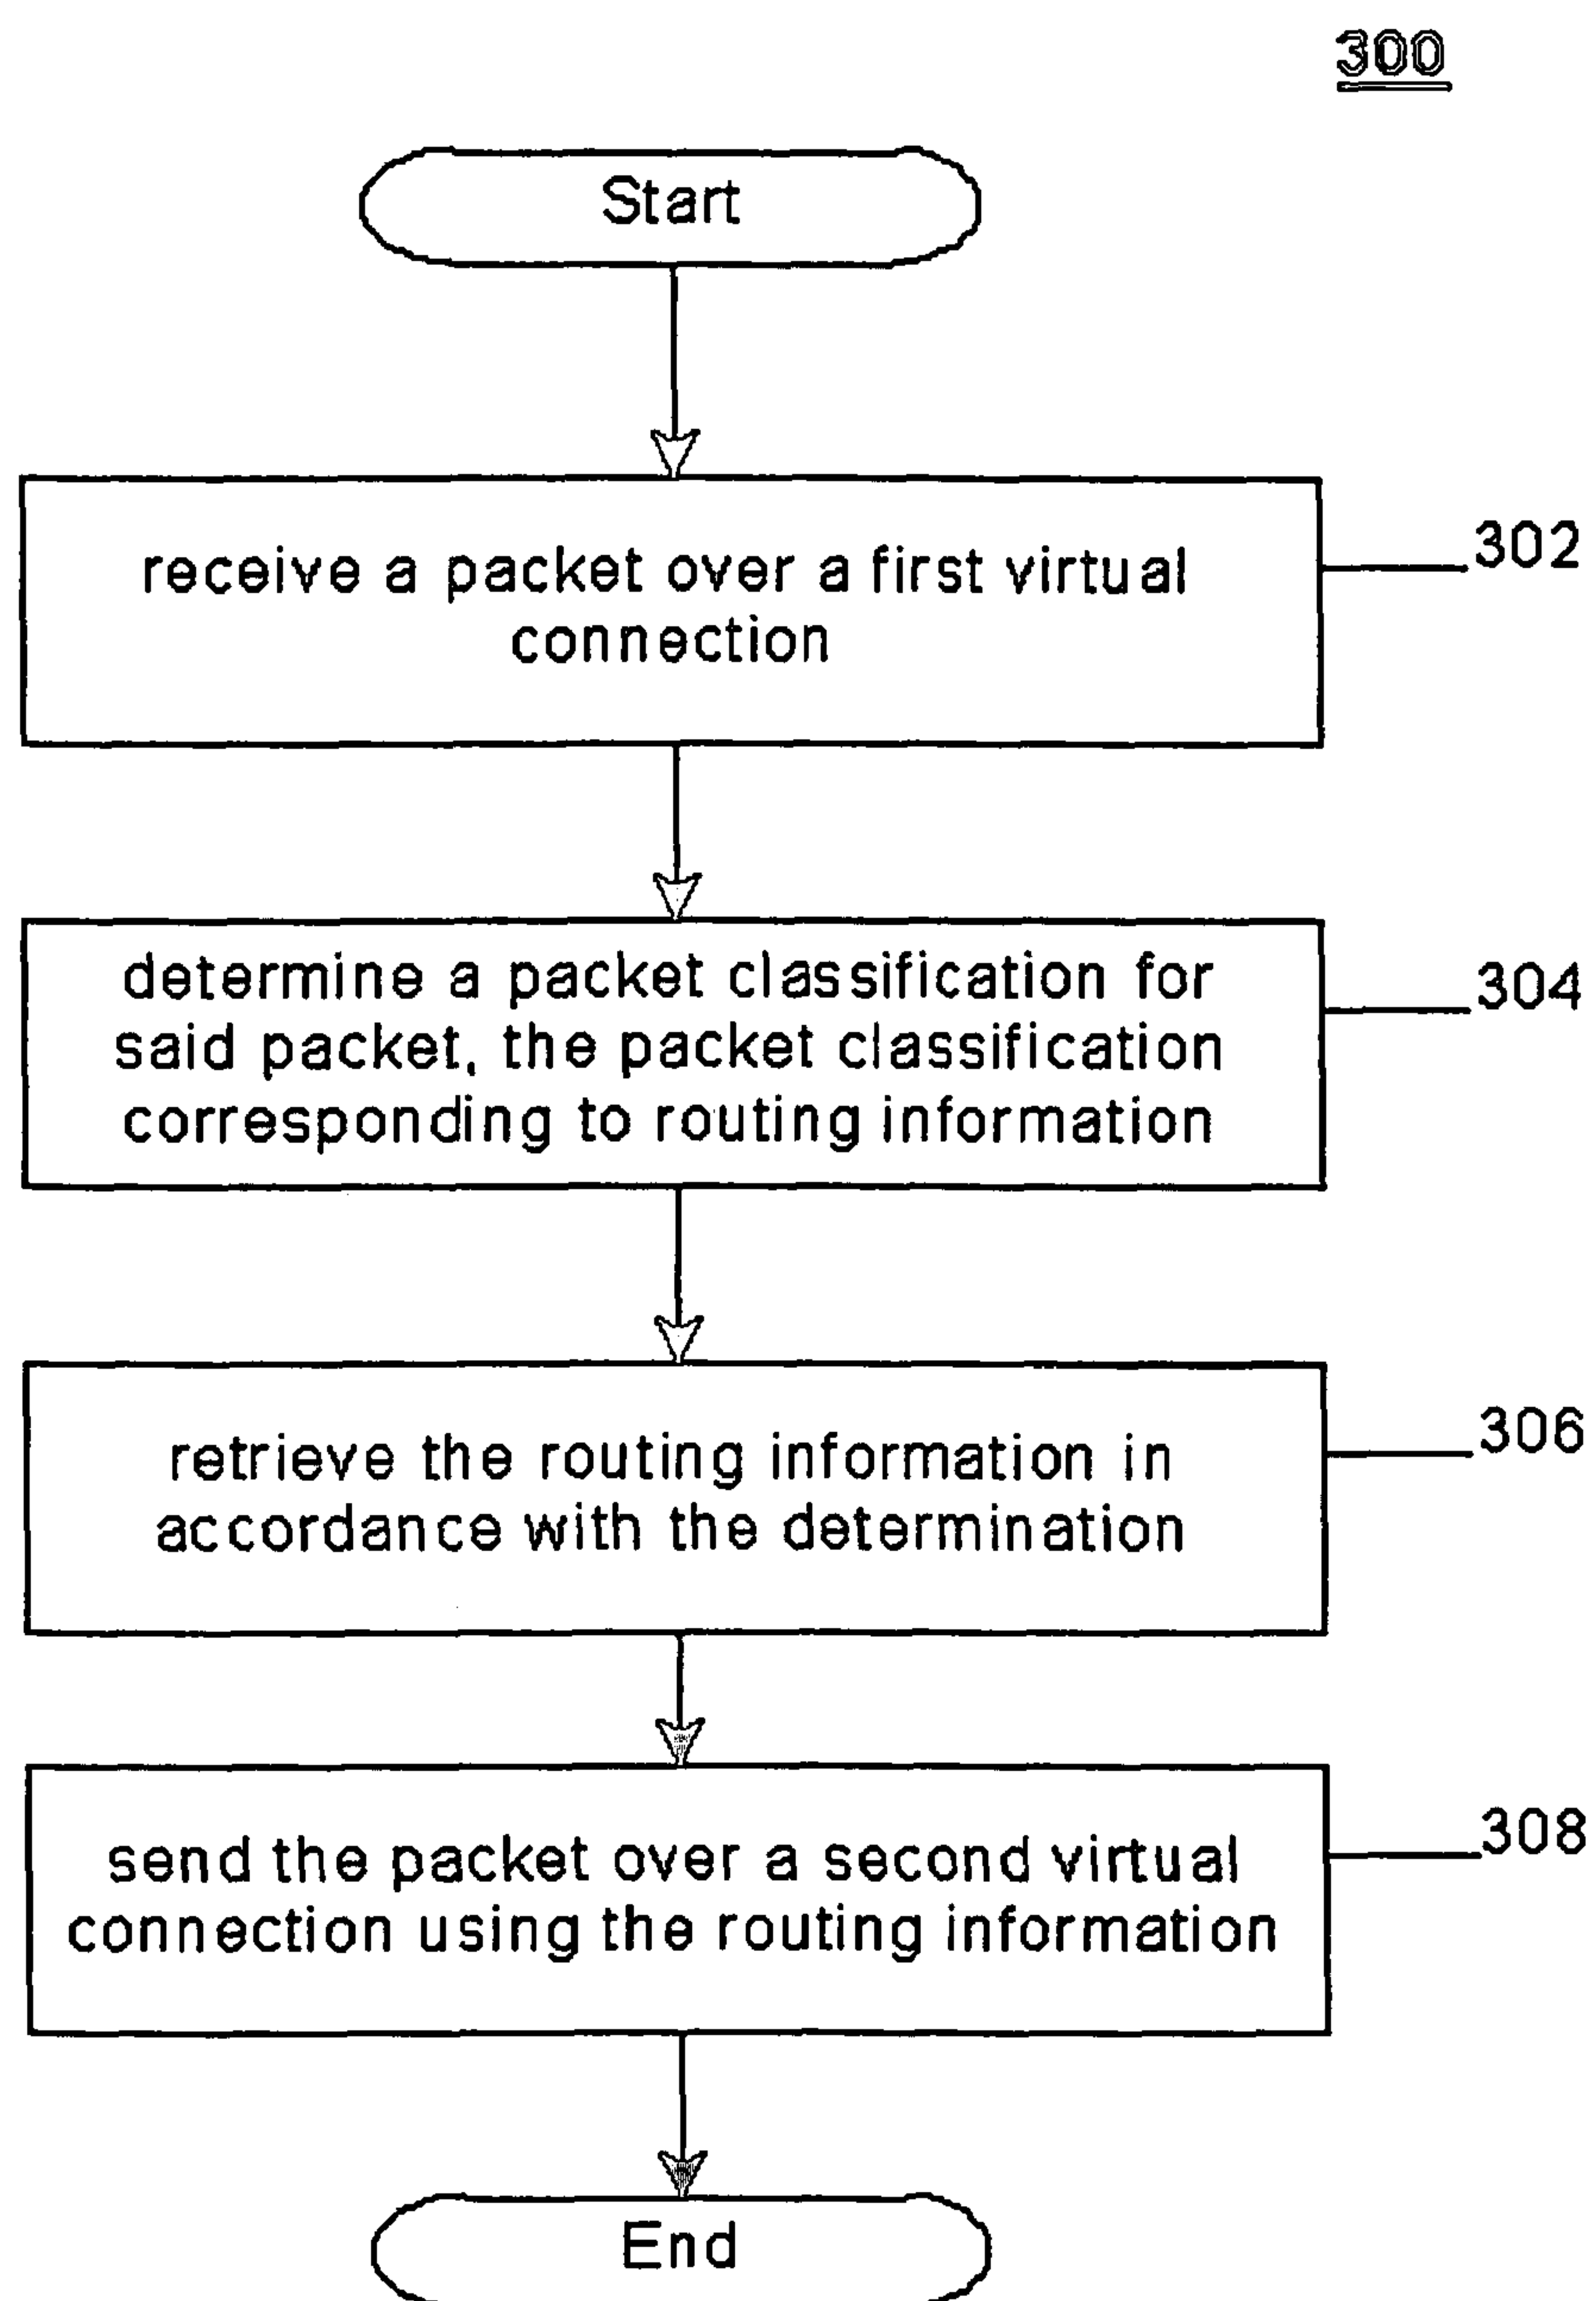 300
Start
receive a packet over a first virtual
connection
302
determine a packet classification for
said packet, the packet classification
corresponding to routing information
304
retrieve the routing information in
accordance with the determination
306
send the packet over a second virtual
connection using the routing information
308
End